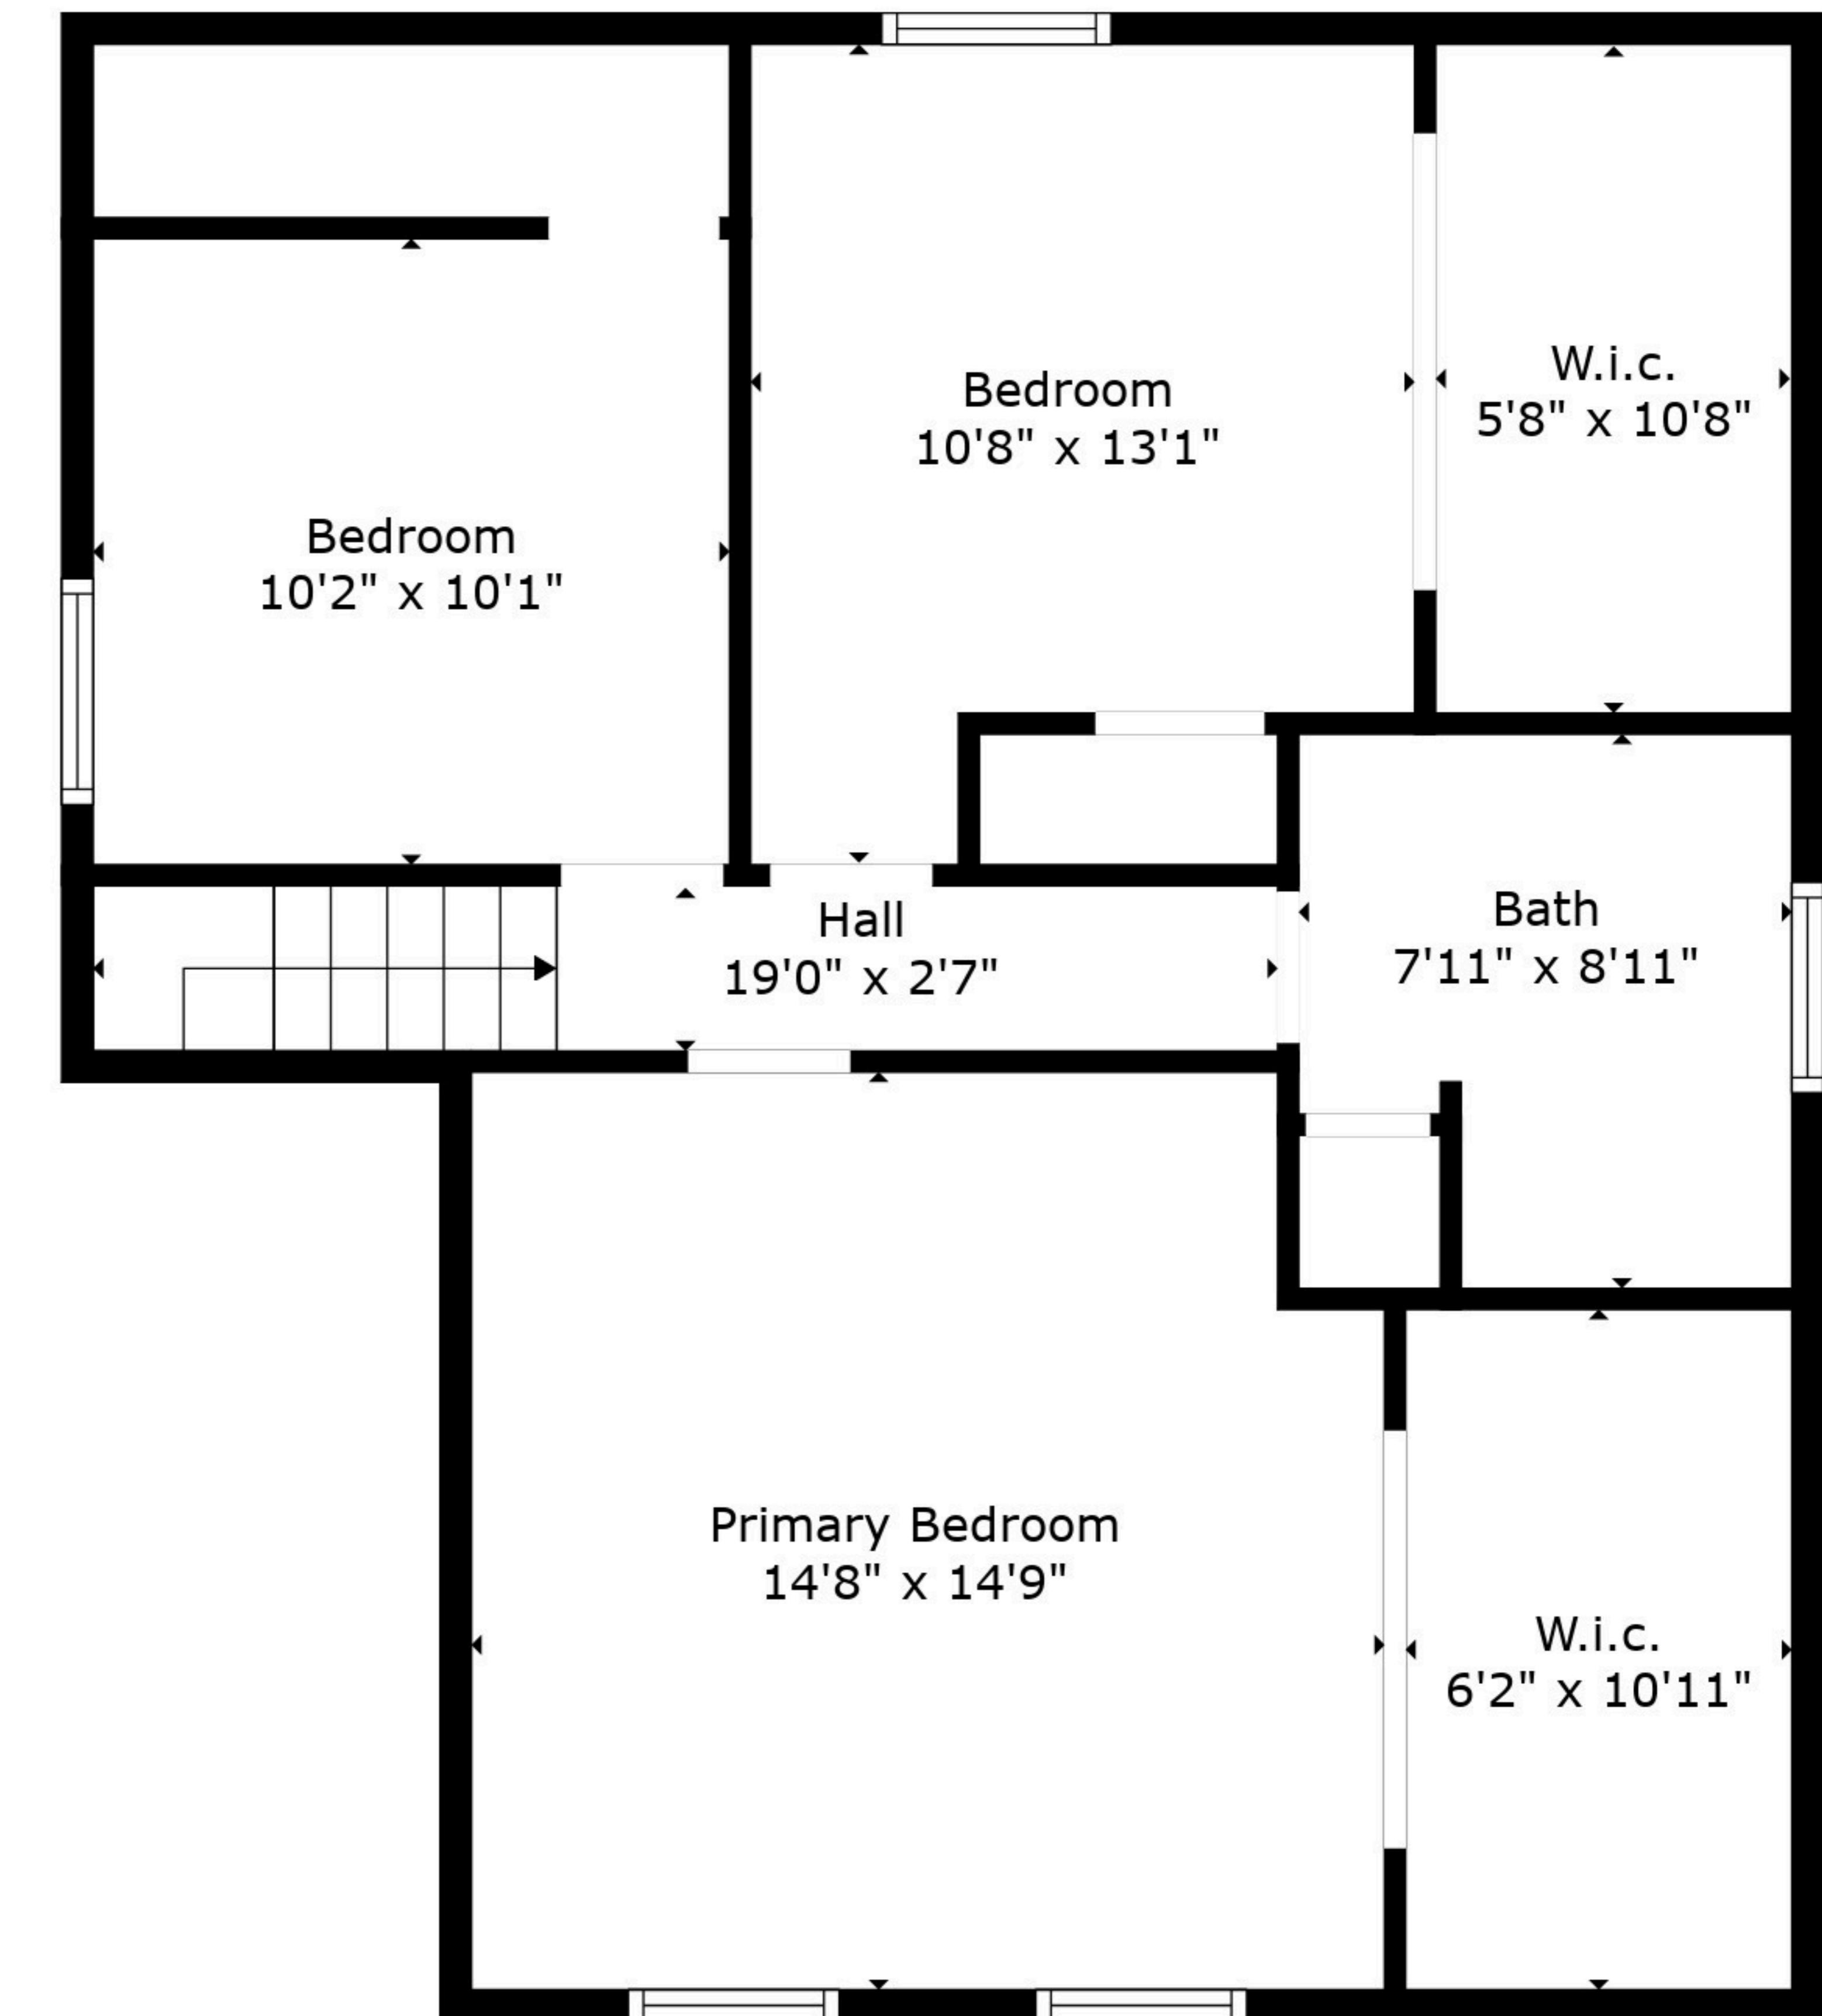 W.i.c.
5'8" x 10'8"
Bedroom
10'8" x 13'1"
Bedroom
10'2" x 10'1"
Hall
19'0" x 2'7"
Bath
7'11" x 8'11"
Primary Bedroom
14'8" x 14'9"
W.i.c.
6'2" x 10'11"